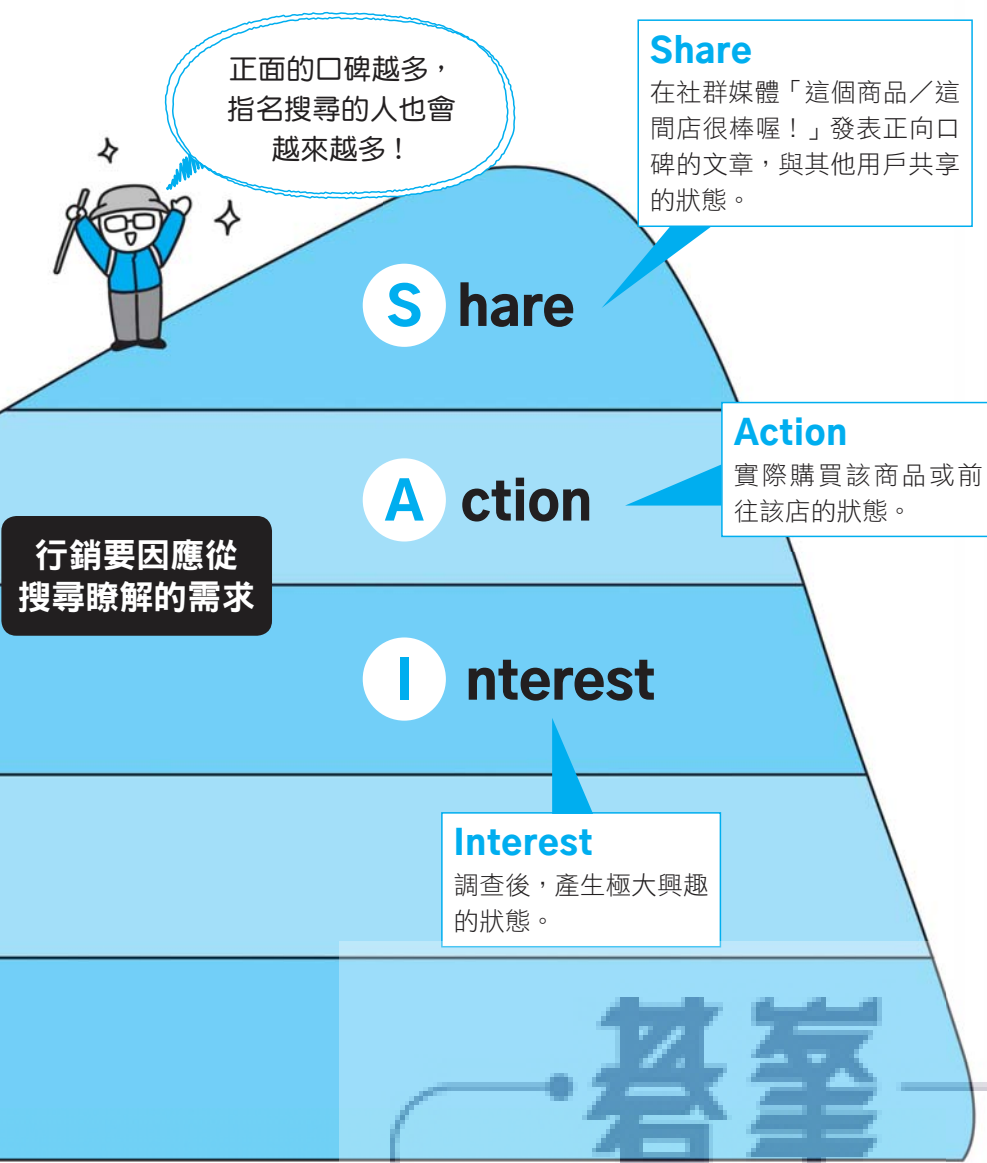 正面的口碑越多，
指名搜尋的人也會
越來越多！
Share
在社群媒體「這個商品／這
間店很棒喔！」發表正向口
碑的文章，與其他用戶共享
的狀態。
Share
Action
實際購買該商品或前
往該店的狀態。
Action
行銷要因應從
搜尋瞭解的需求
Interest
Interest
調查後，產生極大興趣
的狀態。